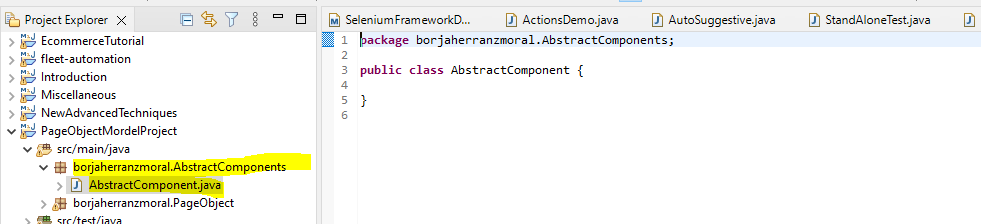 Project Explorer
EcommerceTutorial
fleet-automation
Introduction
Miscellaneous
NewAdvancedTechniques
PageObjectMordelProject
src/main/java
borjaherranzmoral.AbstractComponents
AbstractComponent.java
borjaherranzmoral.PageObject
src/test/java
SeleniumFrameworkD... ActionsDemo.java AutoSuggestive.java StandAloneTest.java
1 package borjaherranzmoral.AbstractComponents;
2
3 public class AbstractComponent {
4
5 }
6